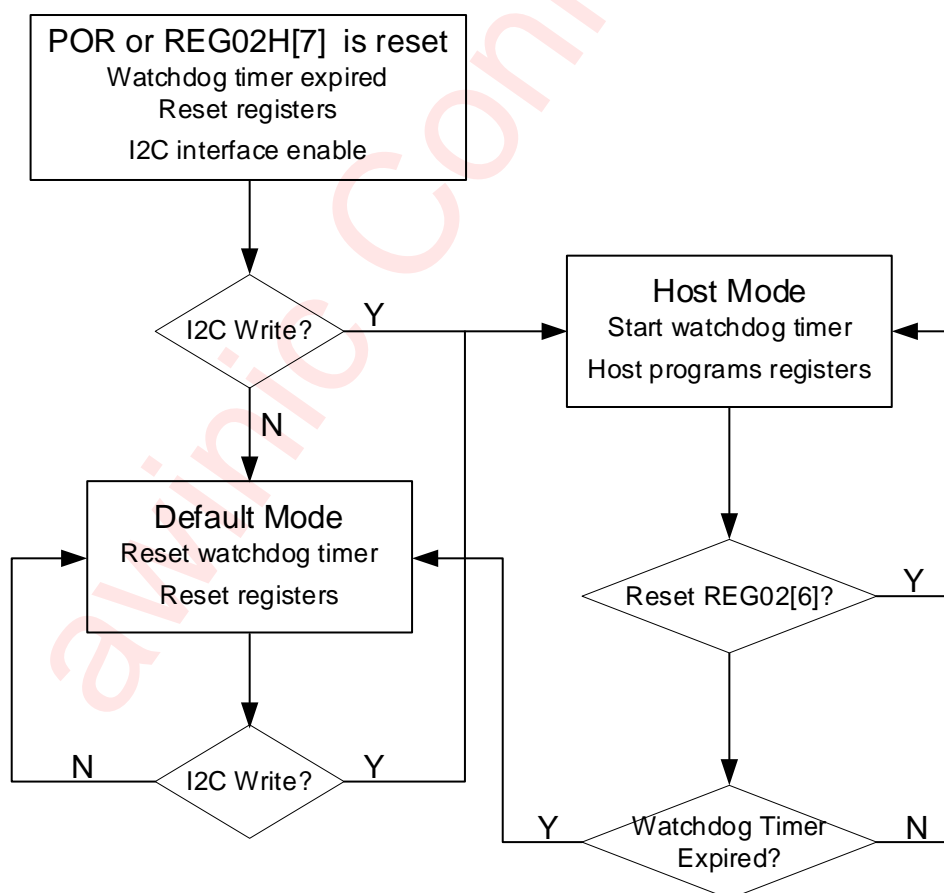 POR or REG02H[7] is reset
Watchdog timer expired
Reset registers
I2C interface enable
I2C Write?
Y
N
Host Mode
Start watchdog timer
Host programs registers
Default Mode
Reset watchdog timer
Reset registers
Reset REG02[6]?
Y
I2C Write?
N
Y
Watchdog Timer
Expired?
Y
N
awinic Con